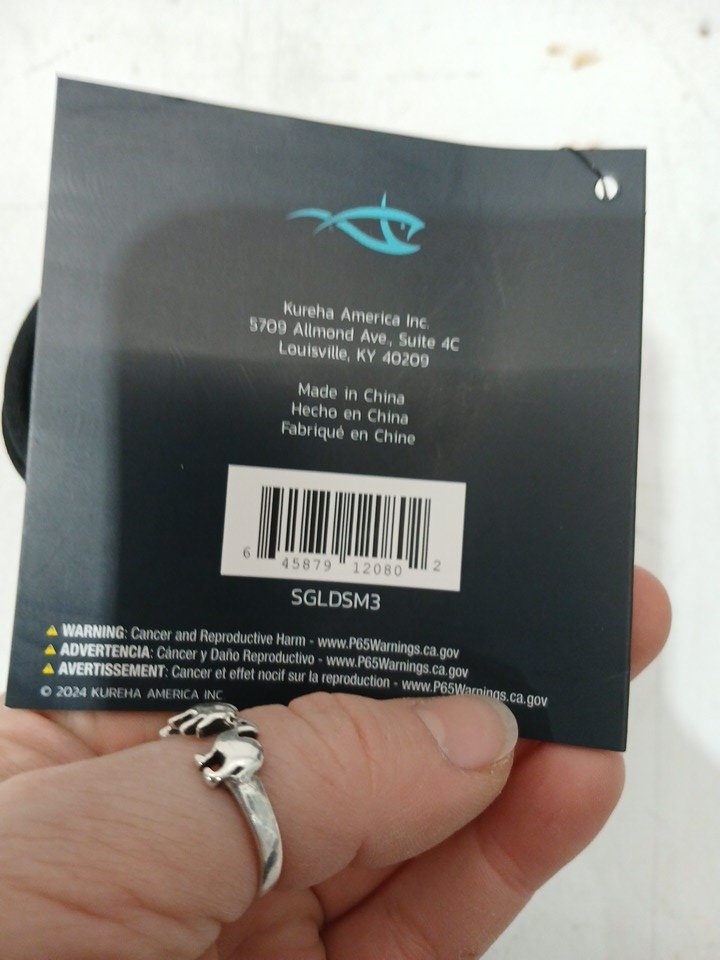 Kureha America Inc.
5709 Allmond Ave., Suite 4C
Louisville, KY 40209
Made in China
Hecho en China
Fabriqué en Chine
6 45879 12080 2
SGLDSM3
WARNING: Cancer and Reproductive Harm - www.P65Warnings.ca.gov
ADVERTENCIA: Cáncer y Daño Reproductivo - www.P65Warnings.ca.gov
AVERTISSEMENT: Cancer et effet nocif sur la reproduction - www.P65Warnings.ca.gov
© 2024 KUREHA AMERICA INC